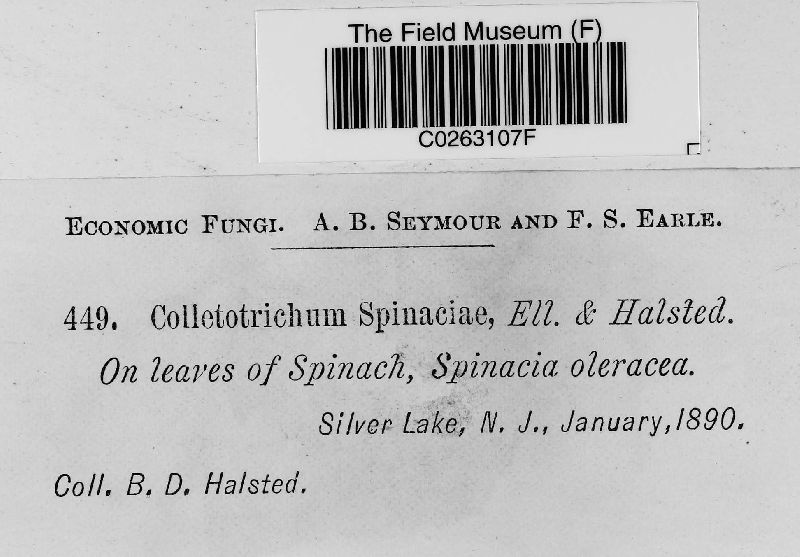 The Field Museum (F)
C0263107F
Economic Fungi. A. B. Seymour and F. S. Earle.
449. Colletotrichum Spinaciae, Ell. & Halsted.
On leaves of Spinach, Spinacia oleracea.
Silver Lake, N. J., January, 1890.
Coll. B. D. Halsted.